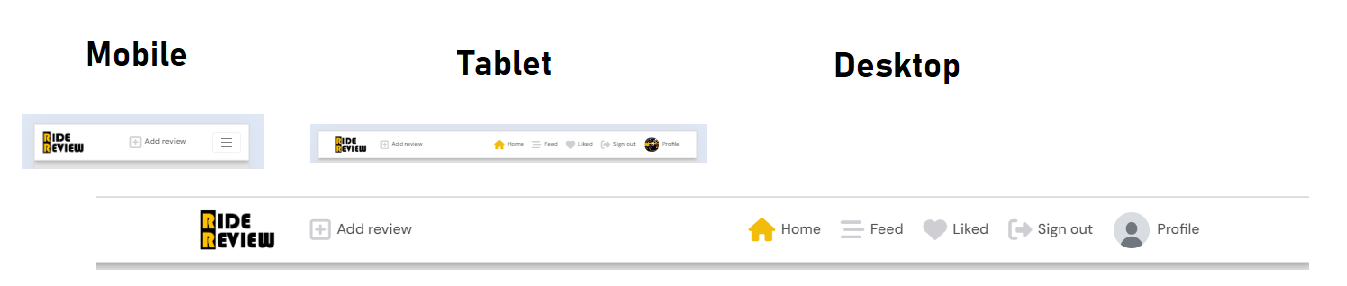 Mobile
Tablet
Desktop
RIDE
REVIEW
Add review
RIDE
REVIEW
Add review
Home
Feed
Liked
Sign out
Profile
RIDE
REVIEW
Add review
Home
Feed
Liked
Sign out
Profile